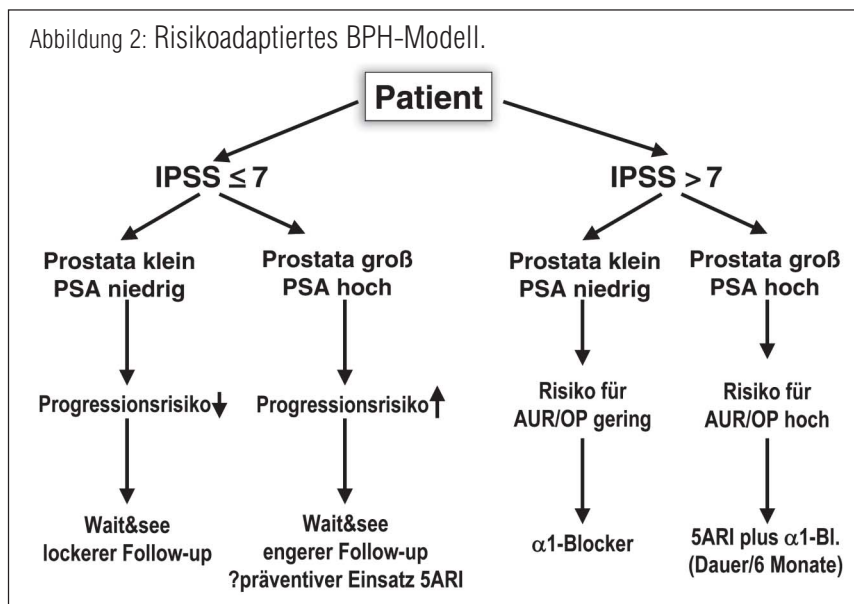 Abbildung 2: Risikoadaptiertes BPH-Modell.
Patient
IPSS ≤ 7
IPSS > 7
Prostata klein
PSA niedrig
Prostata groß
PSA hoch
Prostata klein
PSA niedrig
Prostata groß
PSA hoch
Progressionsrisiko
Progressionsrisiko
Risiko für
AUR/OP gering
Risiko für
AUR/OP hoch
Wait&see
lockerer Follow-up
Wait&see
engerer Follow-up
?präventiver Einsatz 5ARI
α1-Blocker
5ARI plus α1-Bl.
(Dauer/6 Monate)